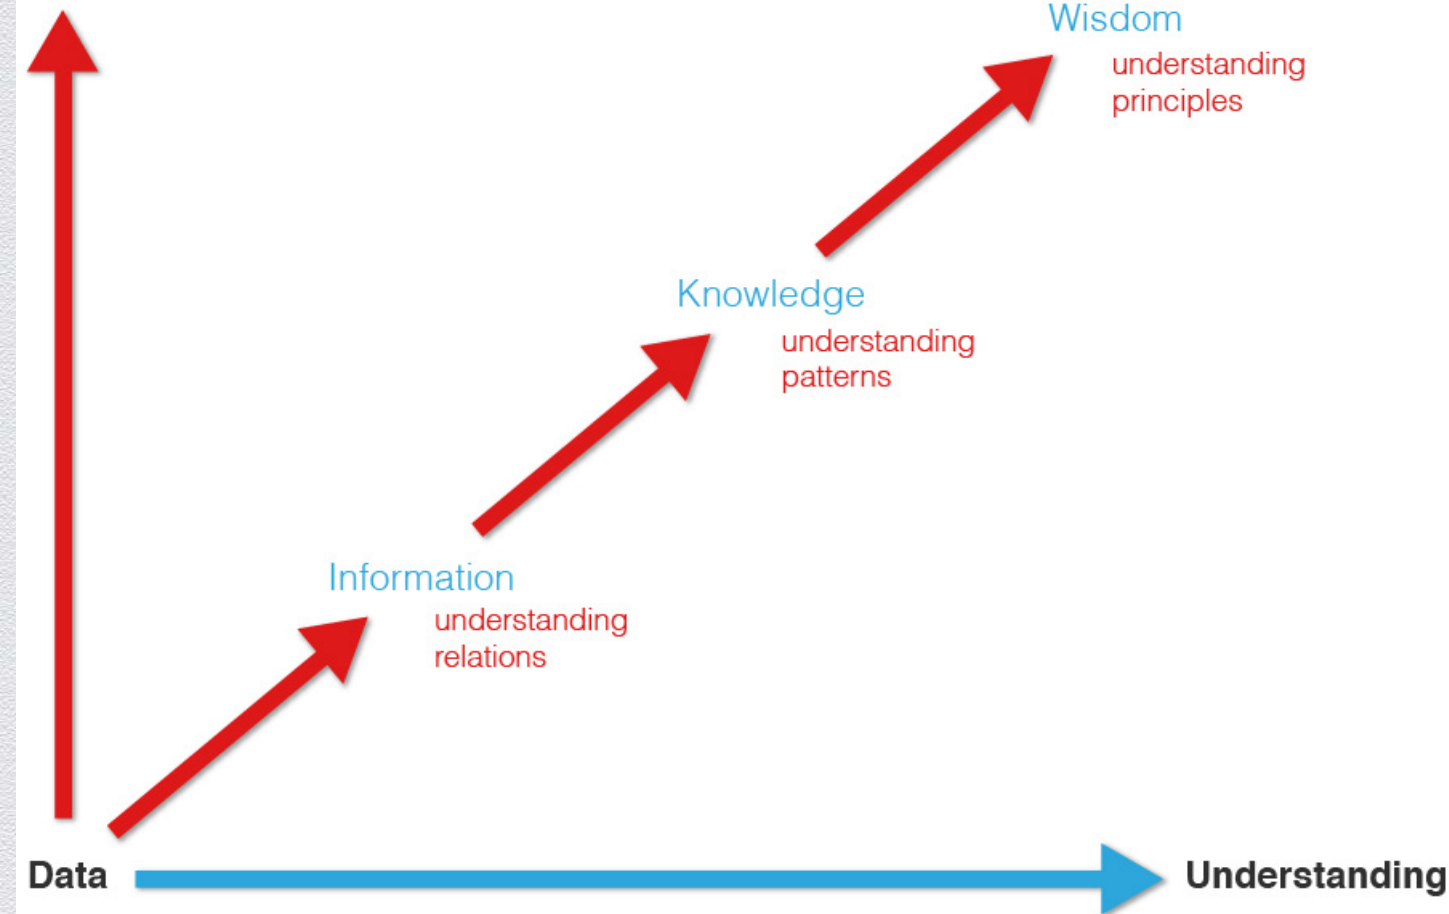 Wisdom
understanding
principles
Knowledge
understanding
patterns
Information
understanding
relations
Data
Understanding